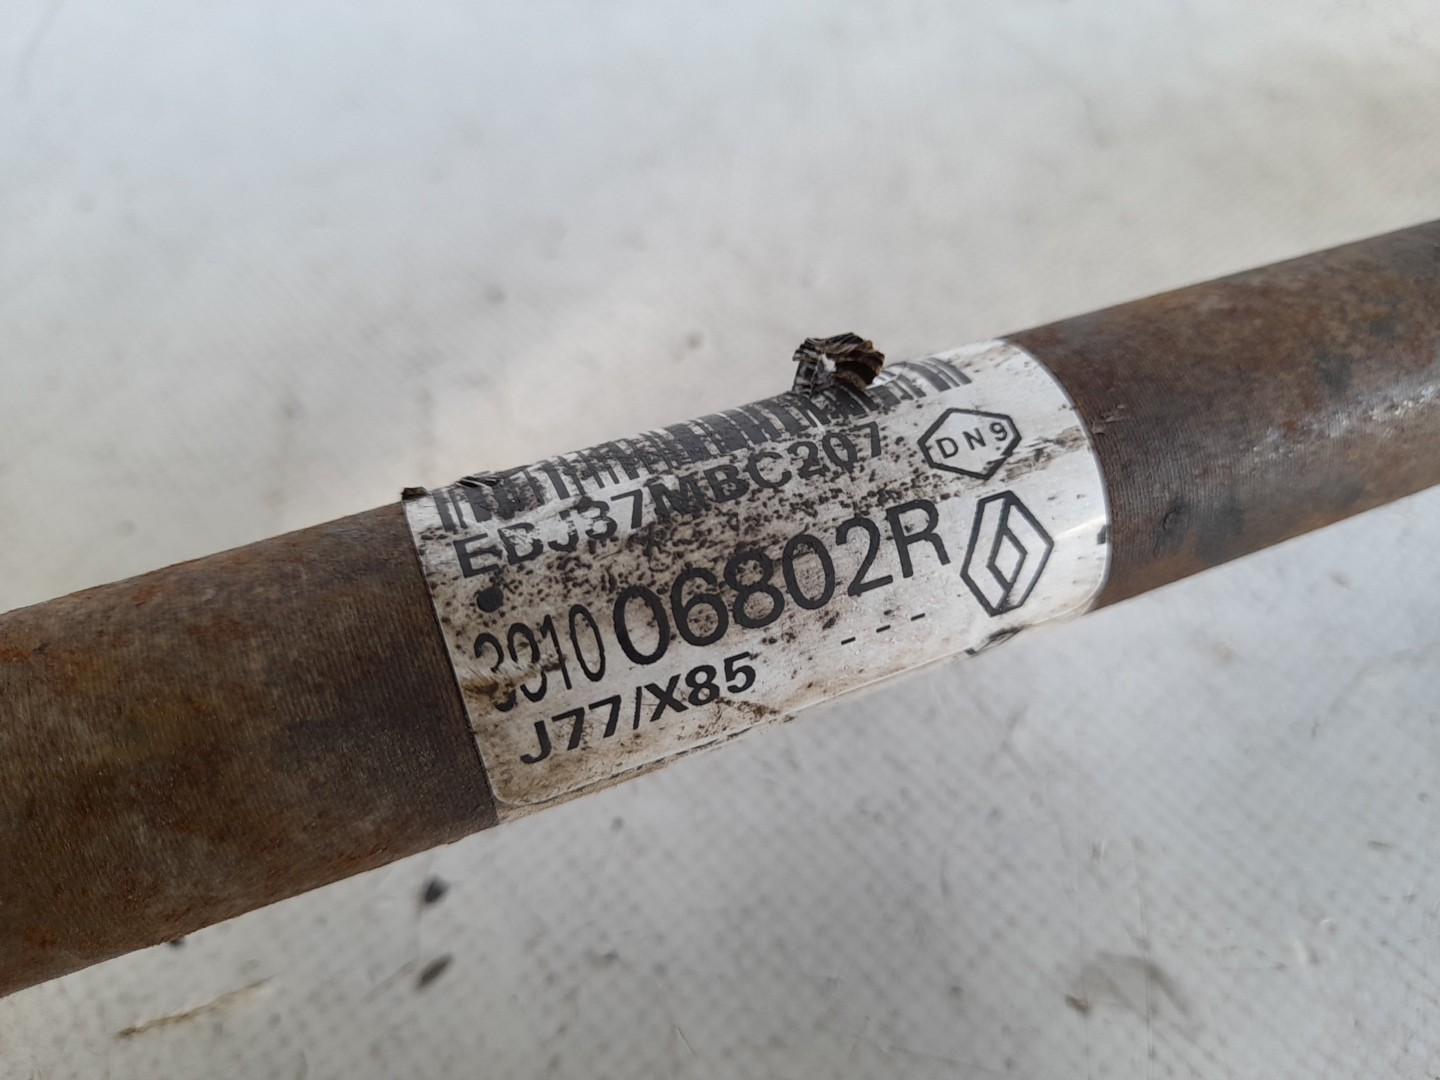 EBJ37MBC207
DN9
391006802R
J77/X85
---